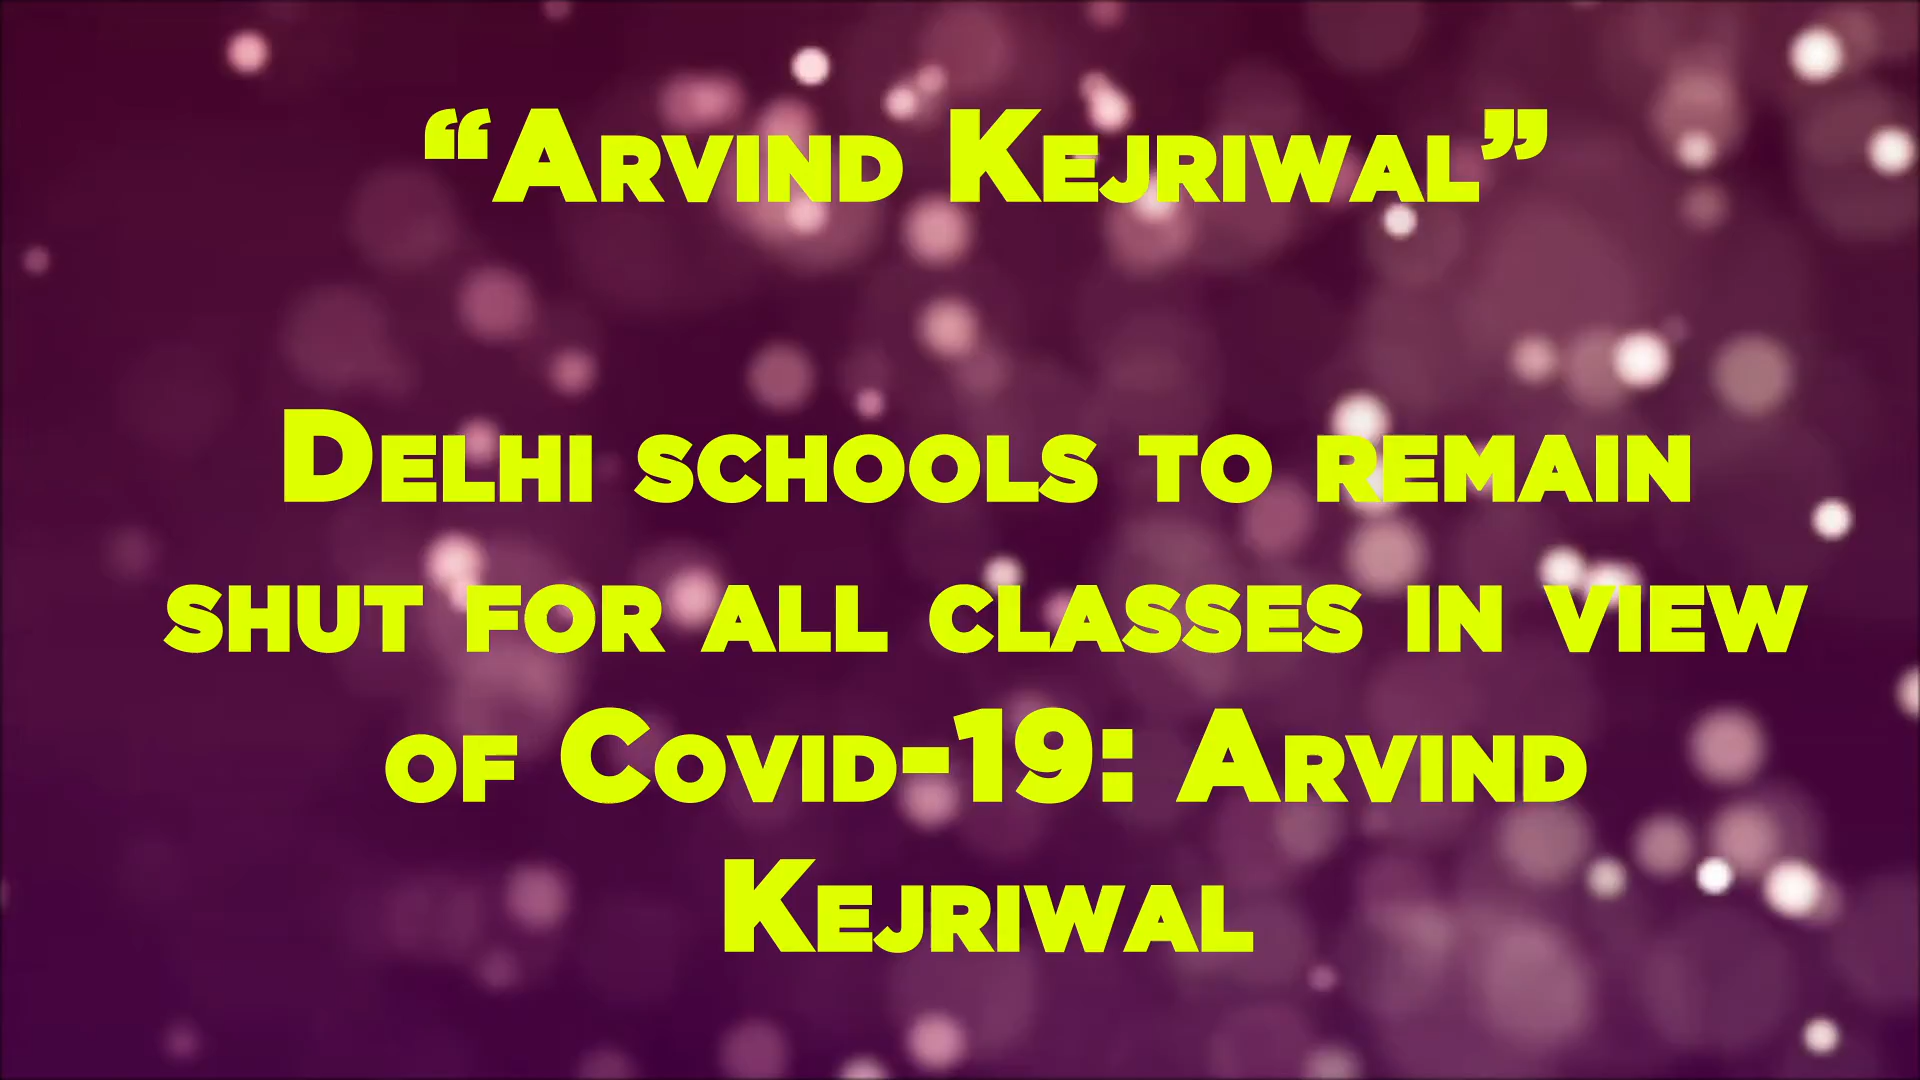 “Arvind Kejriwal”
Delhi schools to remain
shut for all classes in view
of Covid-19: Arvind
Kejriwal